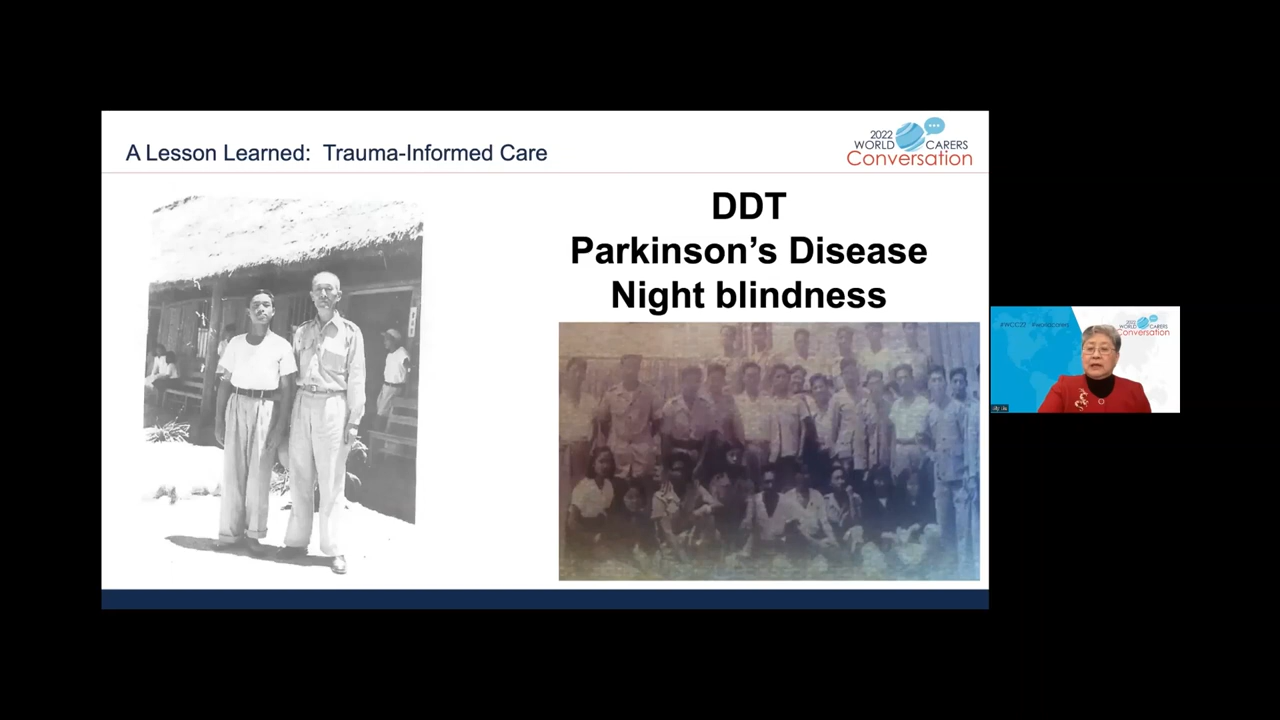 A Lesson Learned: Trauma-Informed Care
2022
WORLD CARERS
Conversation
DDT
Parkinson's Disease
Night blindness
2022
WORLD CARERS
Conversation